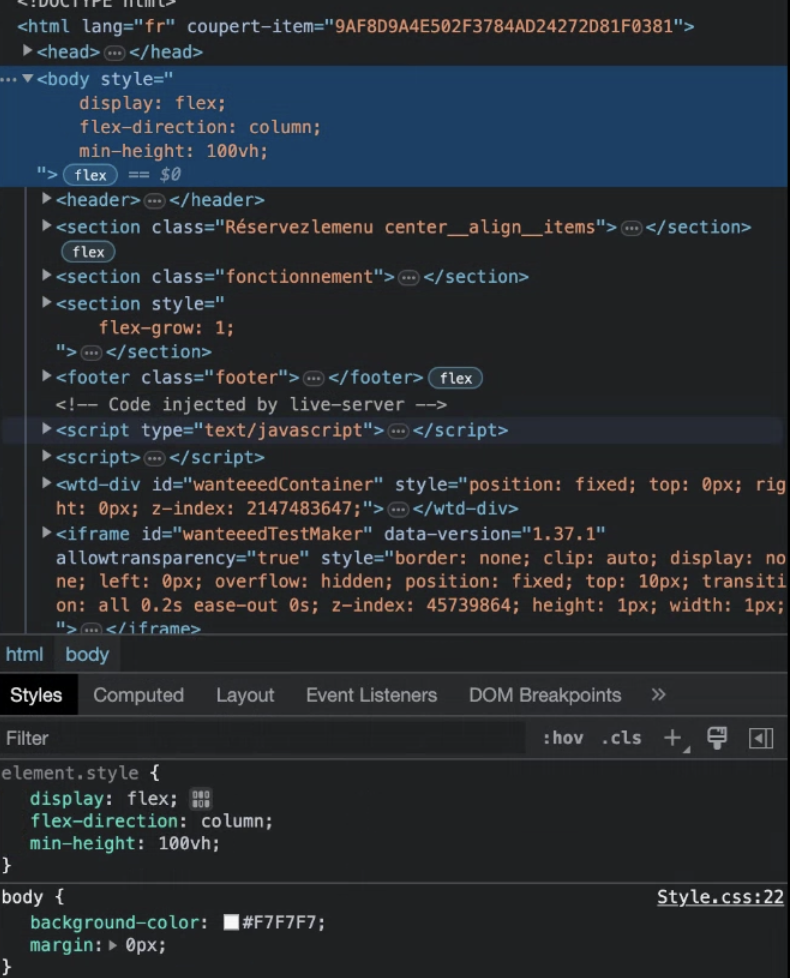 <!DOCTYPE html>
<html lang="fr" coupert-item="9AF8D9A4E502F3784AD24272D81F0381">
▶<head>…</head>
…▼<body style="
display: flex;
flex-direction: column;
min-height: 100vh;
"> flex == $0
▶<header>…</header>
▶<section class="Réservezlemenu center__align__items">…</section>
flex
▶<section class="fonctionnement">…</section>
▶<section style="
flex-grow: 1;
">…</section>
▶<footer class="footer">…</footer> flex
<!-- Code injected by live-server -->
▶<script type="text/javascript">…</script>
▶<script>…</script>
▶<wtd-div id="wanteeedContainer" style="position: fixed; top: 0px; rig
ht: 0px; z-index: 2147483647;">…</wtd-div>
▶<iframe id="wanteeedTestMaker" data-version="1.37.1"
allowtransparency="true" style="border: none; clip: auto; display: no
ne; left: 0px; overflow: hidden; position: fixed; top: 10px; transiti
on: all 0.2s ease-out 0s; z-index: 45739864; height: 1px; width: 1px;
">…</iframe>
html body
Styles Computed Layout Event Listeners DOM Breakpoints »
Filter :hov .cls +
element.style {
display: flex;
flex-direction: column;
min-height: 100vh;
}
body { Style.css:22
background-color: #F7F7F7;
margin: ▶ 0px;
}